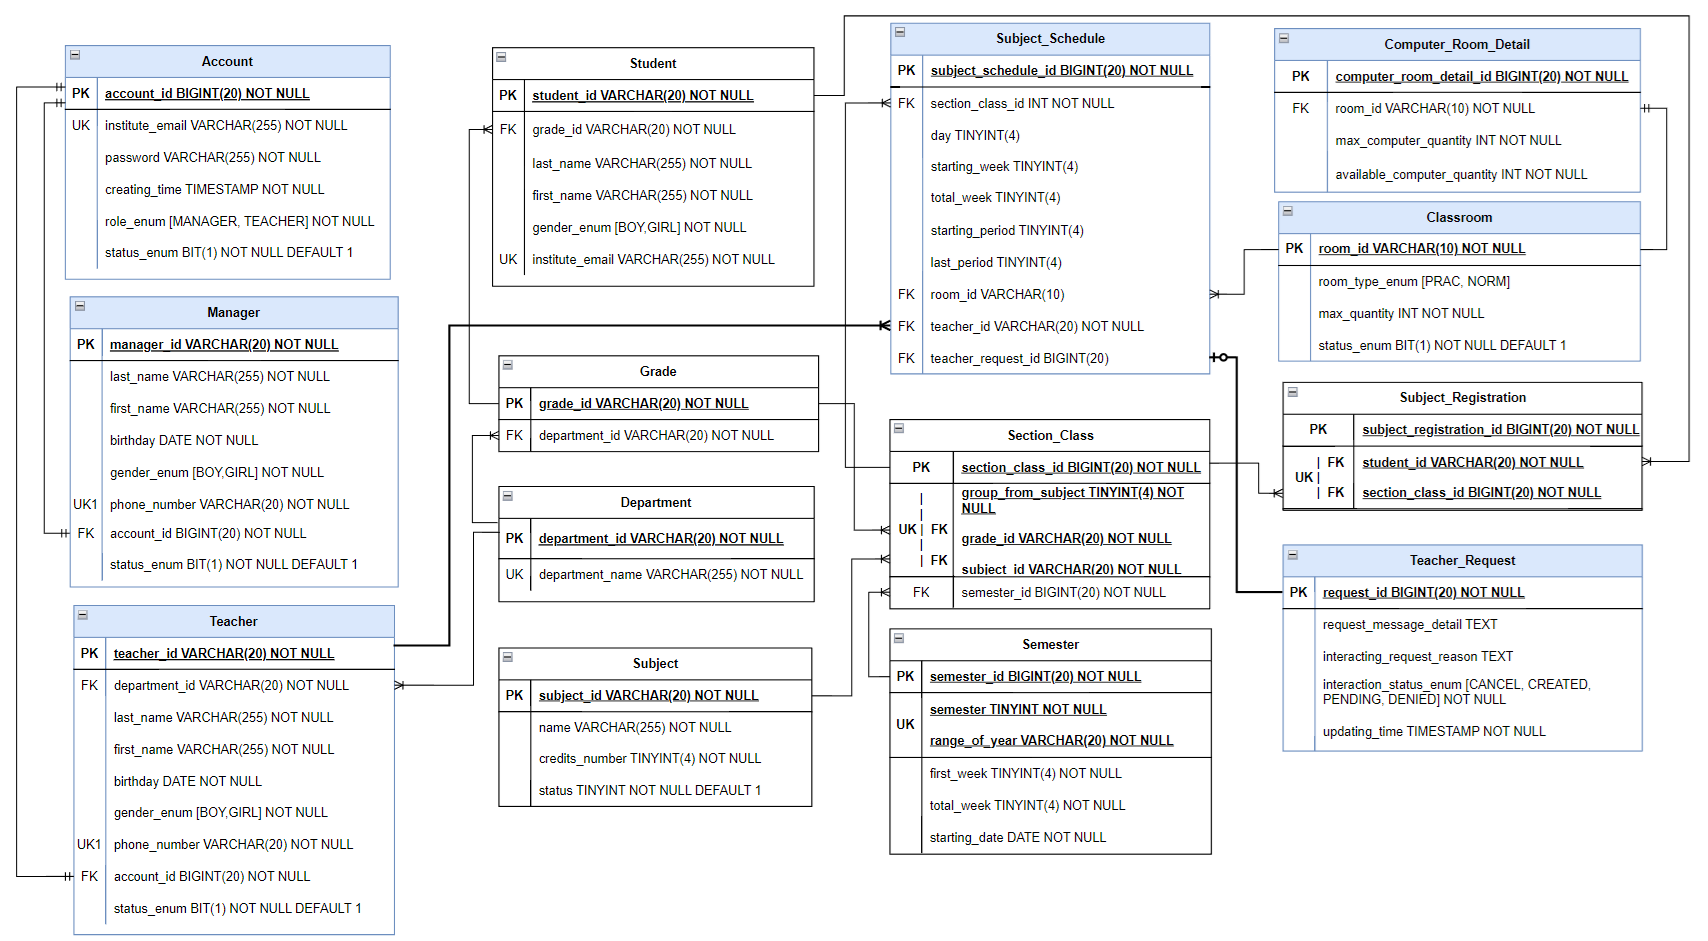 Account
PK account_id BIGINT(20) NOT NULL
UK institute_email VARCHAR(255) NOT NULL
password VARCHAR(255) NOT NULL
creating_time TIMESTAMP NOT NULL
role_enum [MANAGER, TEACHER] NOT NULL
status_enum BIT(1) NOT NULL DEFAULT 1
Manager
PK manager_id VARCHAR(20) NOT NULL
last_name VARCHAR(255) NOT NULL
first_name VARCHAR(255) NOT NULL
birthday DATE NOT NULL
gender_enum [BOY,GIRL] NOT NULL
UK1 phone_number VARCHAR(20) NOT NULL
FK account_id BIGINT(20) NOT NULL
status_enum BIT(1) NOT NULL DEFAULT 1
Teacher
PK teacher_id VARCHAR(20) NOT NULL
FK department_id VARCHAR(20) NOT NULL
last_name VARCHAR(255) NOT NULL
first_name VARCHAR(255) NOT NULL
birthday DATE NOT NULL
gender_enum [BOY,GIRL] NOT NULL
UK1 phone_number VARCHAR(20) NOT NULL
FK account_id BIGINT(20) NOT NULL
status_enum BIT(1) NOT NULL DEFAULT 1
Student
PK student_id VARCHAR(20) NOT NULL
FK grade_id VARCHAR(20) NOT NULL
last_name VARCHAR(255) NOT NULL
first_name VARCHAR(255) NOT NULL
gender_enum [BOY,GIRL] NOT NULL
UK institute_email VARCHAR(255) NOT NULL
Grade
PK grade_id VARCHAR(20) NOT NULL
FK department_id VARCHAR(20) NOT NULL
Department
PK department_id VARCHAR(20) NOT NULL
UK department_name VARCHAR(255) NOT NULL
Subject
PK subject_id VARCHAR(20) NOT NULL
name VARCHAR(255) NOT NULL
credits_number TINYINT(4) NOT NULL
status TINYINT NOT NULL DEFAULT 1
Subject_Schedule
PK subject_schedule_id BIGINT(20) NOT NULL
FK section_class_id INT NOT NULL
day TINYINT(4)
starting_week TINYINT(4)
total_week TINYINT(4)
starting_period TINYINT(4)
last_period TINYINT(4)
FK room_id VARCHAR(10)
FK teacher_id VARCHAR(20) NOT NULL
FK teacher_request_id BIGINT(20)
Section_Class
PK section_class_id BIGINT(20) NOT NULL
group_from_subject TINYINT(4) NOT
NULL
UK FK grade_id VARCHAR(20) NOT NULL
FK subject_id VARCHAR(20) NOT NULL
FK semester_id BIGINT(20) NOT NULL
Semester
PK semester_id BIGINT(20) NOT NULL
UK semester TINYINT NOT NULL
range_of_year VARCHAR(20) NOT NULL
first_week TINYINT(4) NOT NULL
total_week TINYINT(4) NOT NULL
starting_date DATE NOT NULL
Computer_Room_Detail
PK computer_room_detail_id BIGINT(20) NOT NULL
FK room_id VARCHAR(10) NOT NULL
max_computer_quantity INT NOT NULL
available_computer_quantity INT NOT NULL
Classroom
PK room_id VARCHAR(10) NOT NULL
room_type_enum [PRAC, NORM]
max_quantity INT NOT NULL
status_enum BIT(1) NOT NULL DEFAULT 1
Subject_Registration
PK subject_registration_id BIGINT(20) NOT NULL
UK FK student_id VARCHAR(20) NOT NULL
FK section_class_id BIGINT(20) NOT NULL
Teacher_Request
PK request_id BIGINT(20) NOT NULL
request_message_detail TEXT
interacting_request_reason TEXT
interaction_status_enum [CANCEL, CREATED,
PENDING, DENIED] NOT NULL
updating_time TIMESTAMP NOT NULL